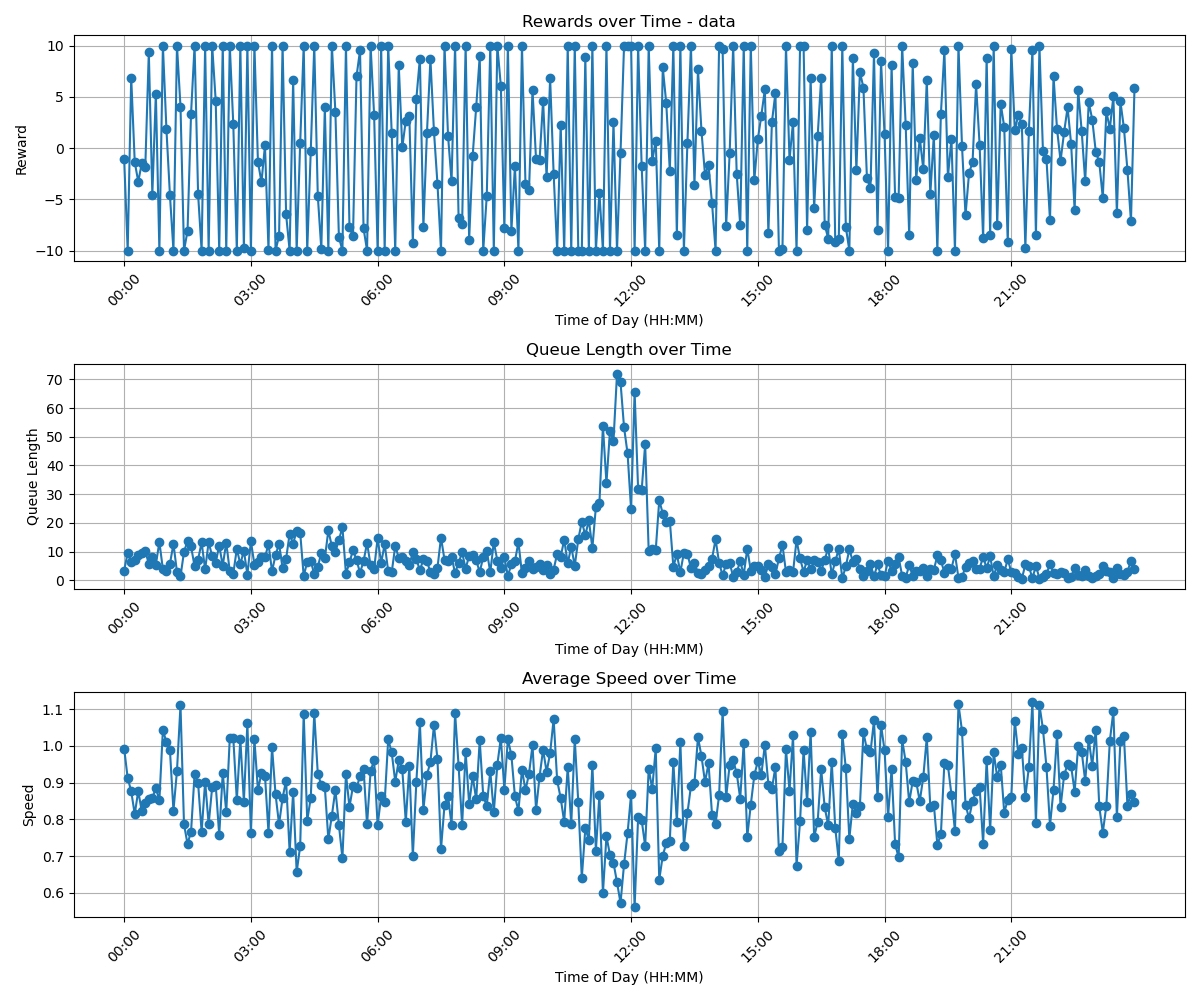 Rewards over Time - data
10
5
0
−5
−10
Reward
00:00 03:00 06:00 09:00 12:00 15:00 18:00 21:00
Time of Day (HH:MM)
Queue Length over Time
70
60
50
40
30
20
10
0
Queue Length
00:00 03:00 06:00 09:00 12:00 15:00 18:00 21:00
Time of Day (HH:MM)
Average Speed over Time
1.1
1.0
0.9
0.8
0.7
0.6
Speed
00:00 03:00 06:00 09:00 12:00 15:00 18:00 21:00
Time of Day (HH:MM)